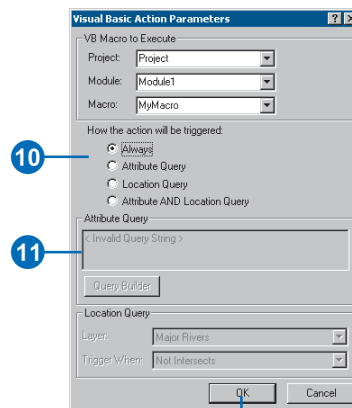 Visual Basic Action Parameters
VB Macro to Execute
Project: Project
Module: Module1
Macro: MyMacro
How the action will be triggered:
10
Always
Attribute Query
Location Query
Attribute AND Location Query
Attribute Query
11
< Invalid Query String >
Query Builder
Location Query
Layer: Major Rivers
Trigger When: Not Intersects
OK Cancel